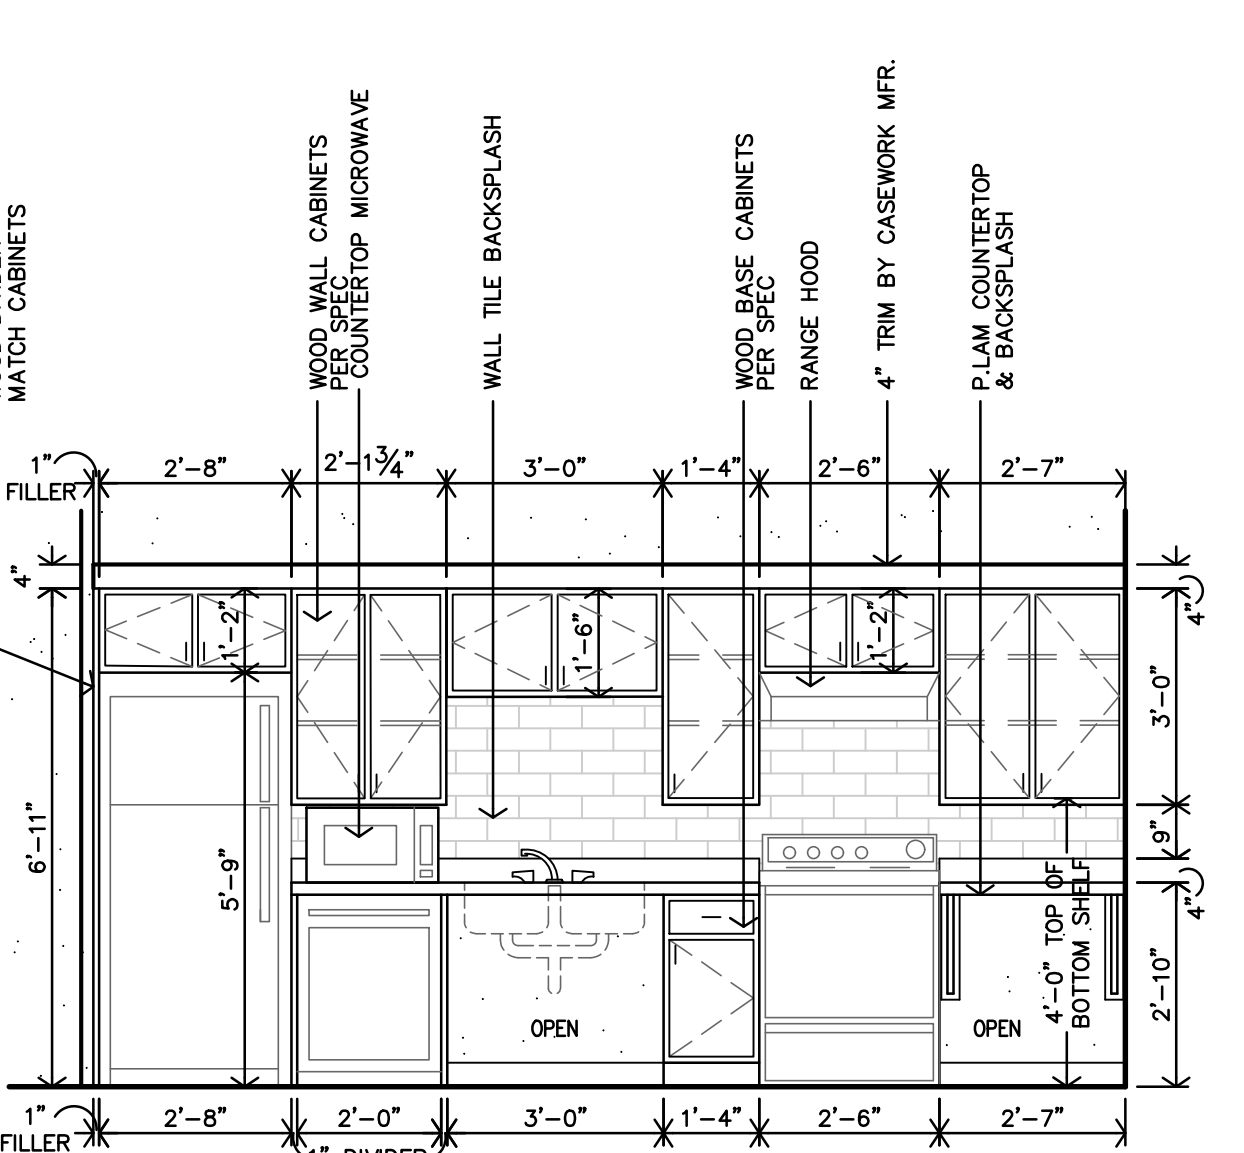 MATCH CABINETS
WOOD WALL CABINETS
PER SPEC
COUNTERTOP MICROWAVE
WALL TILE BACKSPLASH
WOOD BASE CABINETS
PER SPEC
RANGE HOOD
4" TRIM BY CASEWORK MFR.
P.LAM COUNTERTOP
& BACKSPLASH
1"
FILLER
2'-8"
2'-1¾"
3'-0"
1'-4"
2'-6"
2'-7"
4"
1'-2"
1'-6"
1'-2"
4"
3'-0"
6'-11"
5'-9"
9"
4"
4'-0" TOP OF
BOTTOM SHELF
2'-10"
OPEN
OPEN
1"
FILLER
2'-8"
2'-0"
3'-0"
1'-4"
2'-6"
2'-7"
1" DIVIDER